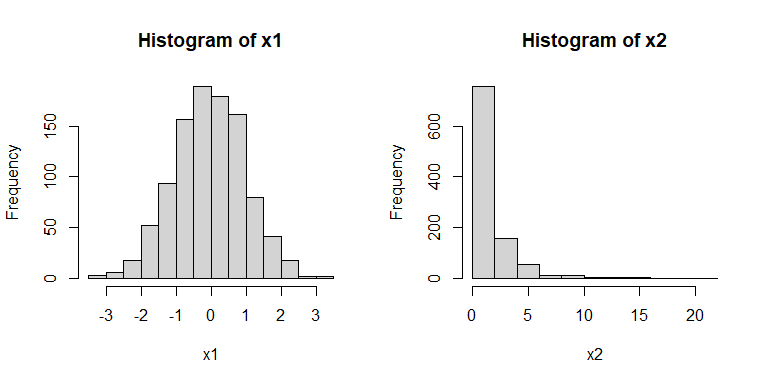 Histogram of x1
Frequency
0 50 100 150
-3 -2 -1 0 1 2 3
x1
Histogram of x2
Frequency
0 200 400 600
0 5 10 15 20
x2